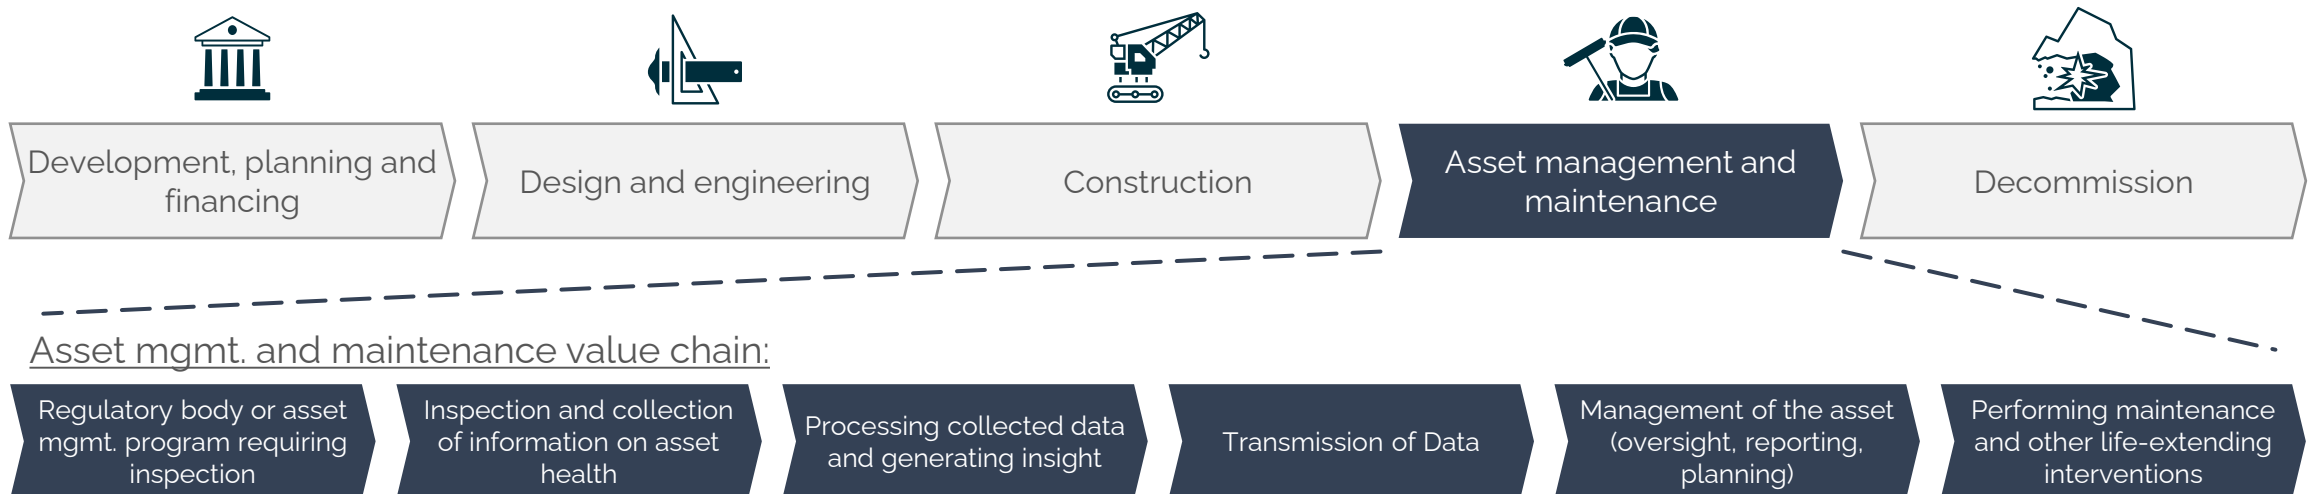 Development, planning and
financing
Design and engineering
Construction
Asset management and
maintenance
Decommission
Asset mgmt. and maintenance value chain:
Regulatory body or asset
mgmt. program requiring
inspection
Inspection and collection
of information on asset
health
Processing collected data
and generating insight
Transmission of Data
Management of the asset
(oversight, reporting,
planning)
Performing maintenance
and other life-extending
interventions